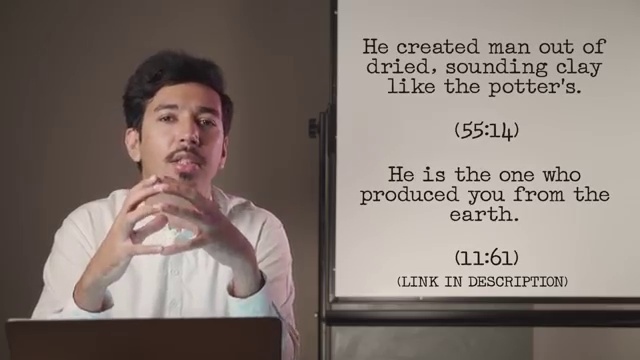 He created man out of
dried, sounding clay
like the potter's.
(55:14)
He is the one who
produced you from the
earth.
(11:61)
(LINK IN DESCRIPTION)